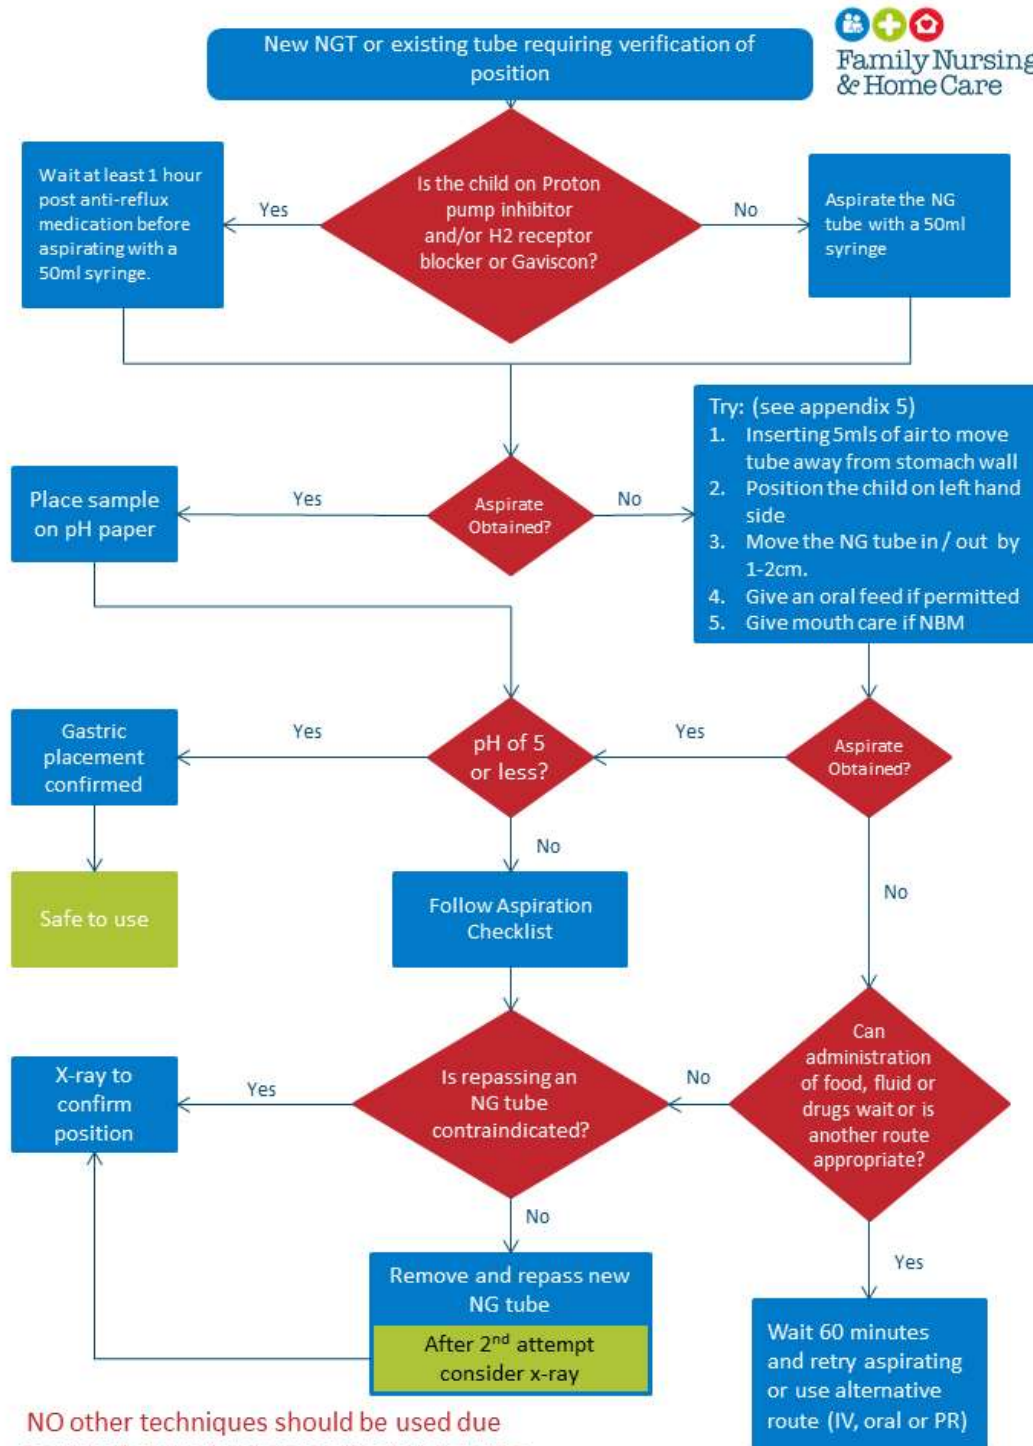 New NGT or existing tube requiring verification of
position
Family Nursing
& Home Care
Wait at least 1 hour
post anti-reflux
medication before
aspirating with a
50ml syringe.
Yes
Is the child on Proton
pump inhibitor
and/or H2 receptor
blocker or Gaviscon?
No
Aspirate the NG
tube with a 50ml
syringe
Try: (see appendix 5)
1. Inserting 5mls of air to move
tube away from stomach wall
2. Position the child on left hand
side
3. Move the NG tube in / out by
1-2cm.
4. Give an oral feed if permitted
5. Give mouth care if NBM
Place sample
on pH paper
Yes
Aspirate
Obtained?
No
Gastric
placement
confirmed
Yes
pH of 5
or less?
Yes
Aspirate
Obtained?
No
No
Safe to use
Follow Aspiration
Checklist
X-ray to
confirm
position
Yes
Is repassing an
NG tube
contraindicated?
No
Can
administration
of food, fluid or
drugs wait or is
another route
appropriate?
No
Yes
Remove and repass new
NG tube
After 2nd attempt
consider x-ray
Wait 60 minutes
and retry aspirating
or use alternative
route (IV, oral or PR)
NO other techniques should be used due